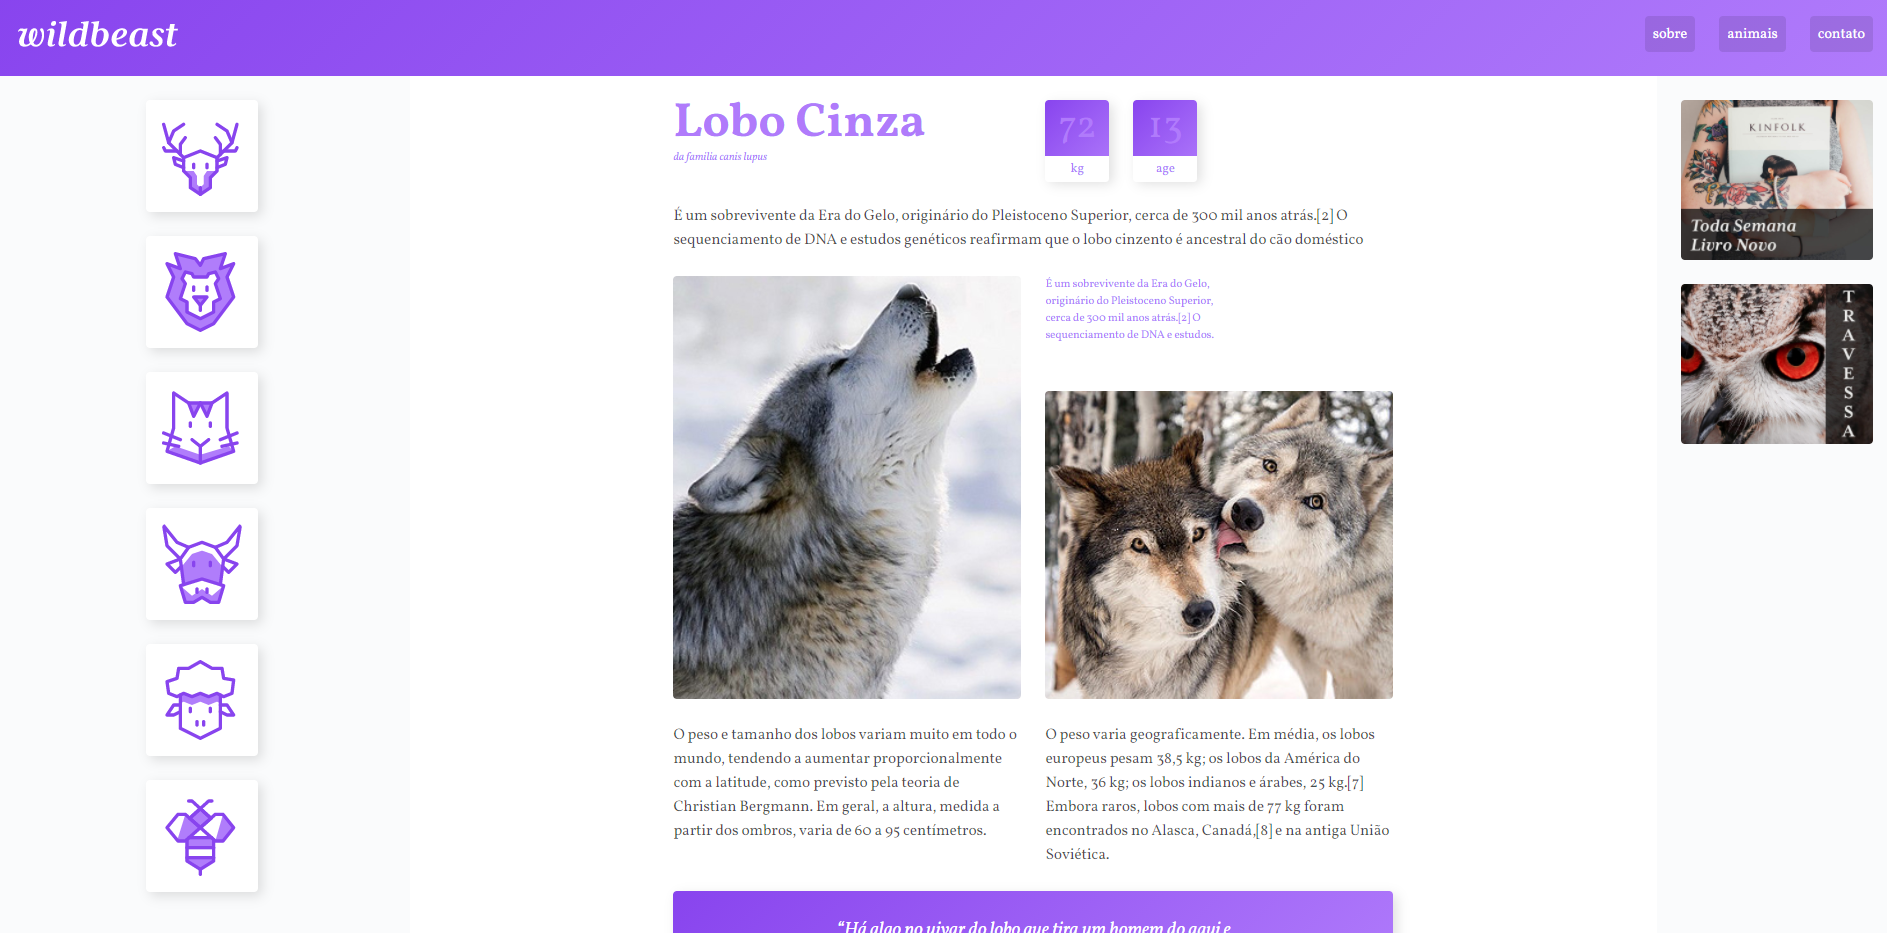 wildbeast
sobre
animais
contato
Lobo Cinza
da familia canis lupus
72
kg
13
age
É um sobrevivente da Era do Gelo, originário do Pleistoceno Superior, cerca de 300 mil anos atrás.[2] O
sequenciamento de DNA e estudos genéticos reafirmam que o lobo cinzento é ancestral do cão doméstico
É um sobrevivente da Era do Gelo,
originário do Pleistoceno Superior,
cerca de 300 mil anos atrás.[2] O
sequenciamento de DNA e estudos.
O peso e tamanho dos lobos variam muito em todo o
mundo, tendendo a aumentar proporcionalmente
com a latitude, como previsto pela teoria de
Christian Bergmann. Em geral, a altura, medida a
partir dos ombros, varia de 60 a 95 centímetros.
O peso varia geograficamente. Em média, os lobos
europeus pesam 38,5 kg; os lobos da América do
Norte, 36 kg; os lobos indianos e árabes, 25 kg.[7]
Embora raros, lobos com mais de 77 kg foram
encontrados no Alasca, Canadá,[8] e na antiga União
Soviética.
“Há algo no uivar do lobo que tira um homem do aqui e
KINFOLK
Toda Semana
Livro Novo
TRAVESSA